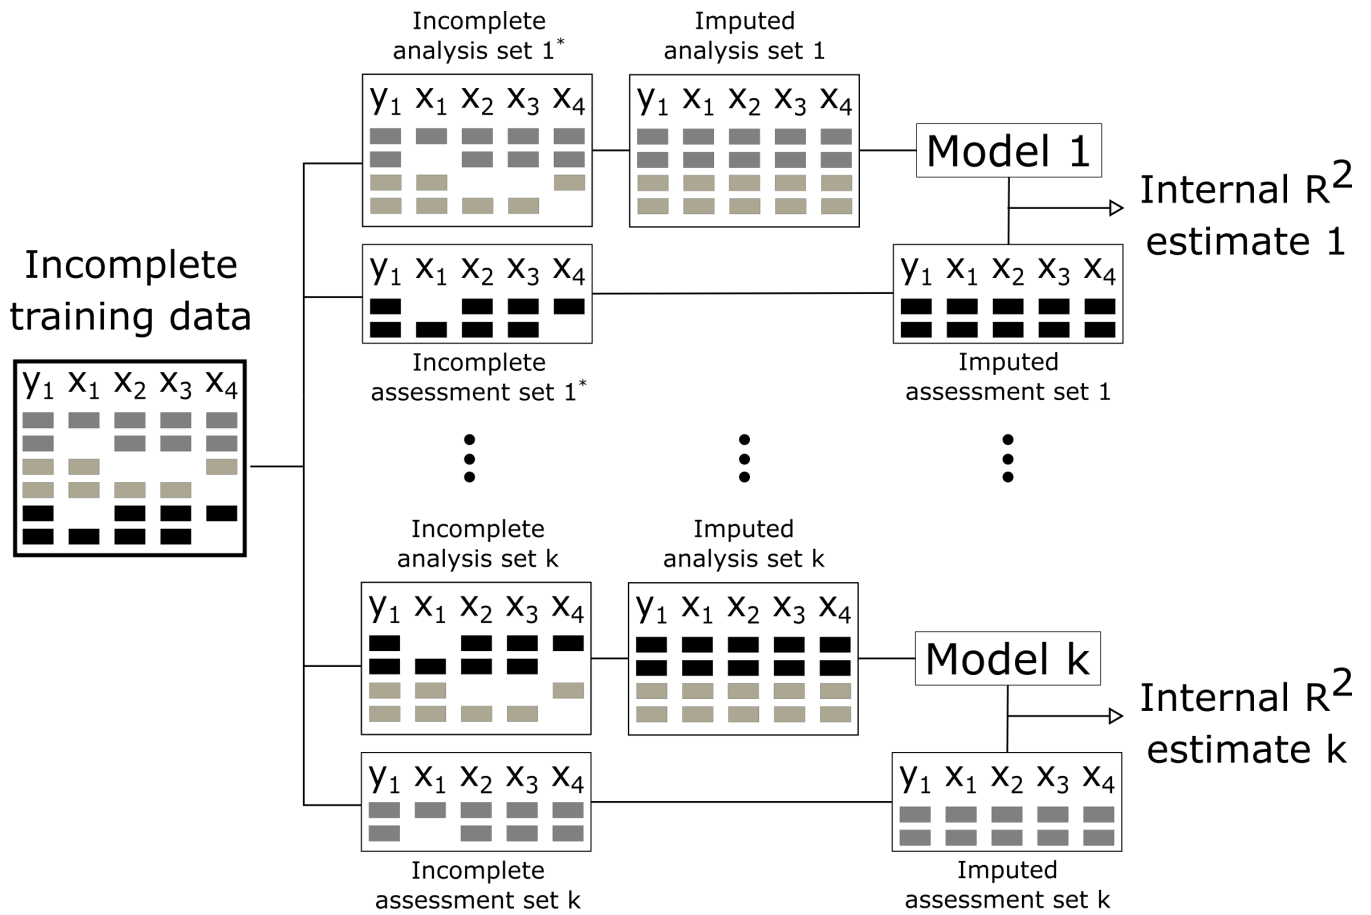 Incomplete
training data
y1 x1 x2 x3 x4
Incomplete
analysis set 1*
y1 x1 x2 x3 x4
Imputed
analysis set 1
y1 x1 x2 x3 x4
Model 1
Internal R2
estimate 1
y1 x1 x2 x3 x4
Incomplete
assessment set 1*
y1 x1 x2 x3 x4
Imputed
assessment set 1
Incomplete
analysis set k
y1 x1 x2 x3 x4
Imputed
analysis set k
y1 x1 x2 x3 x4
Model k
Internal R2
estimate k
y1 x1 x2 x3 x4
Incomplete
assessment set k
y1 x1 x2 x3 x4
Imputed
assessment set k